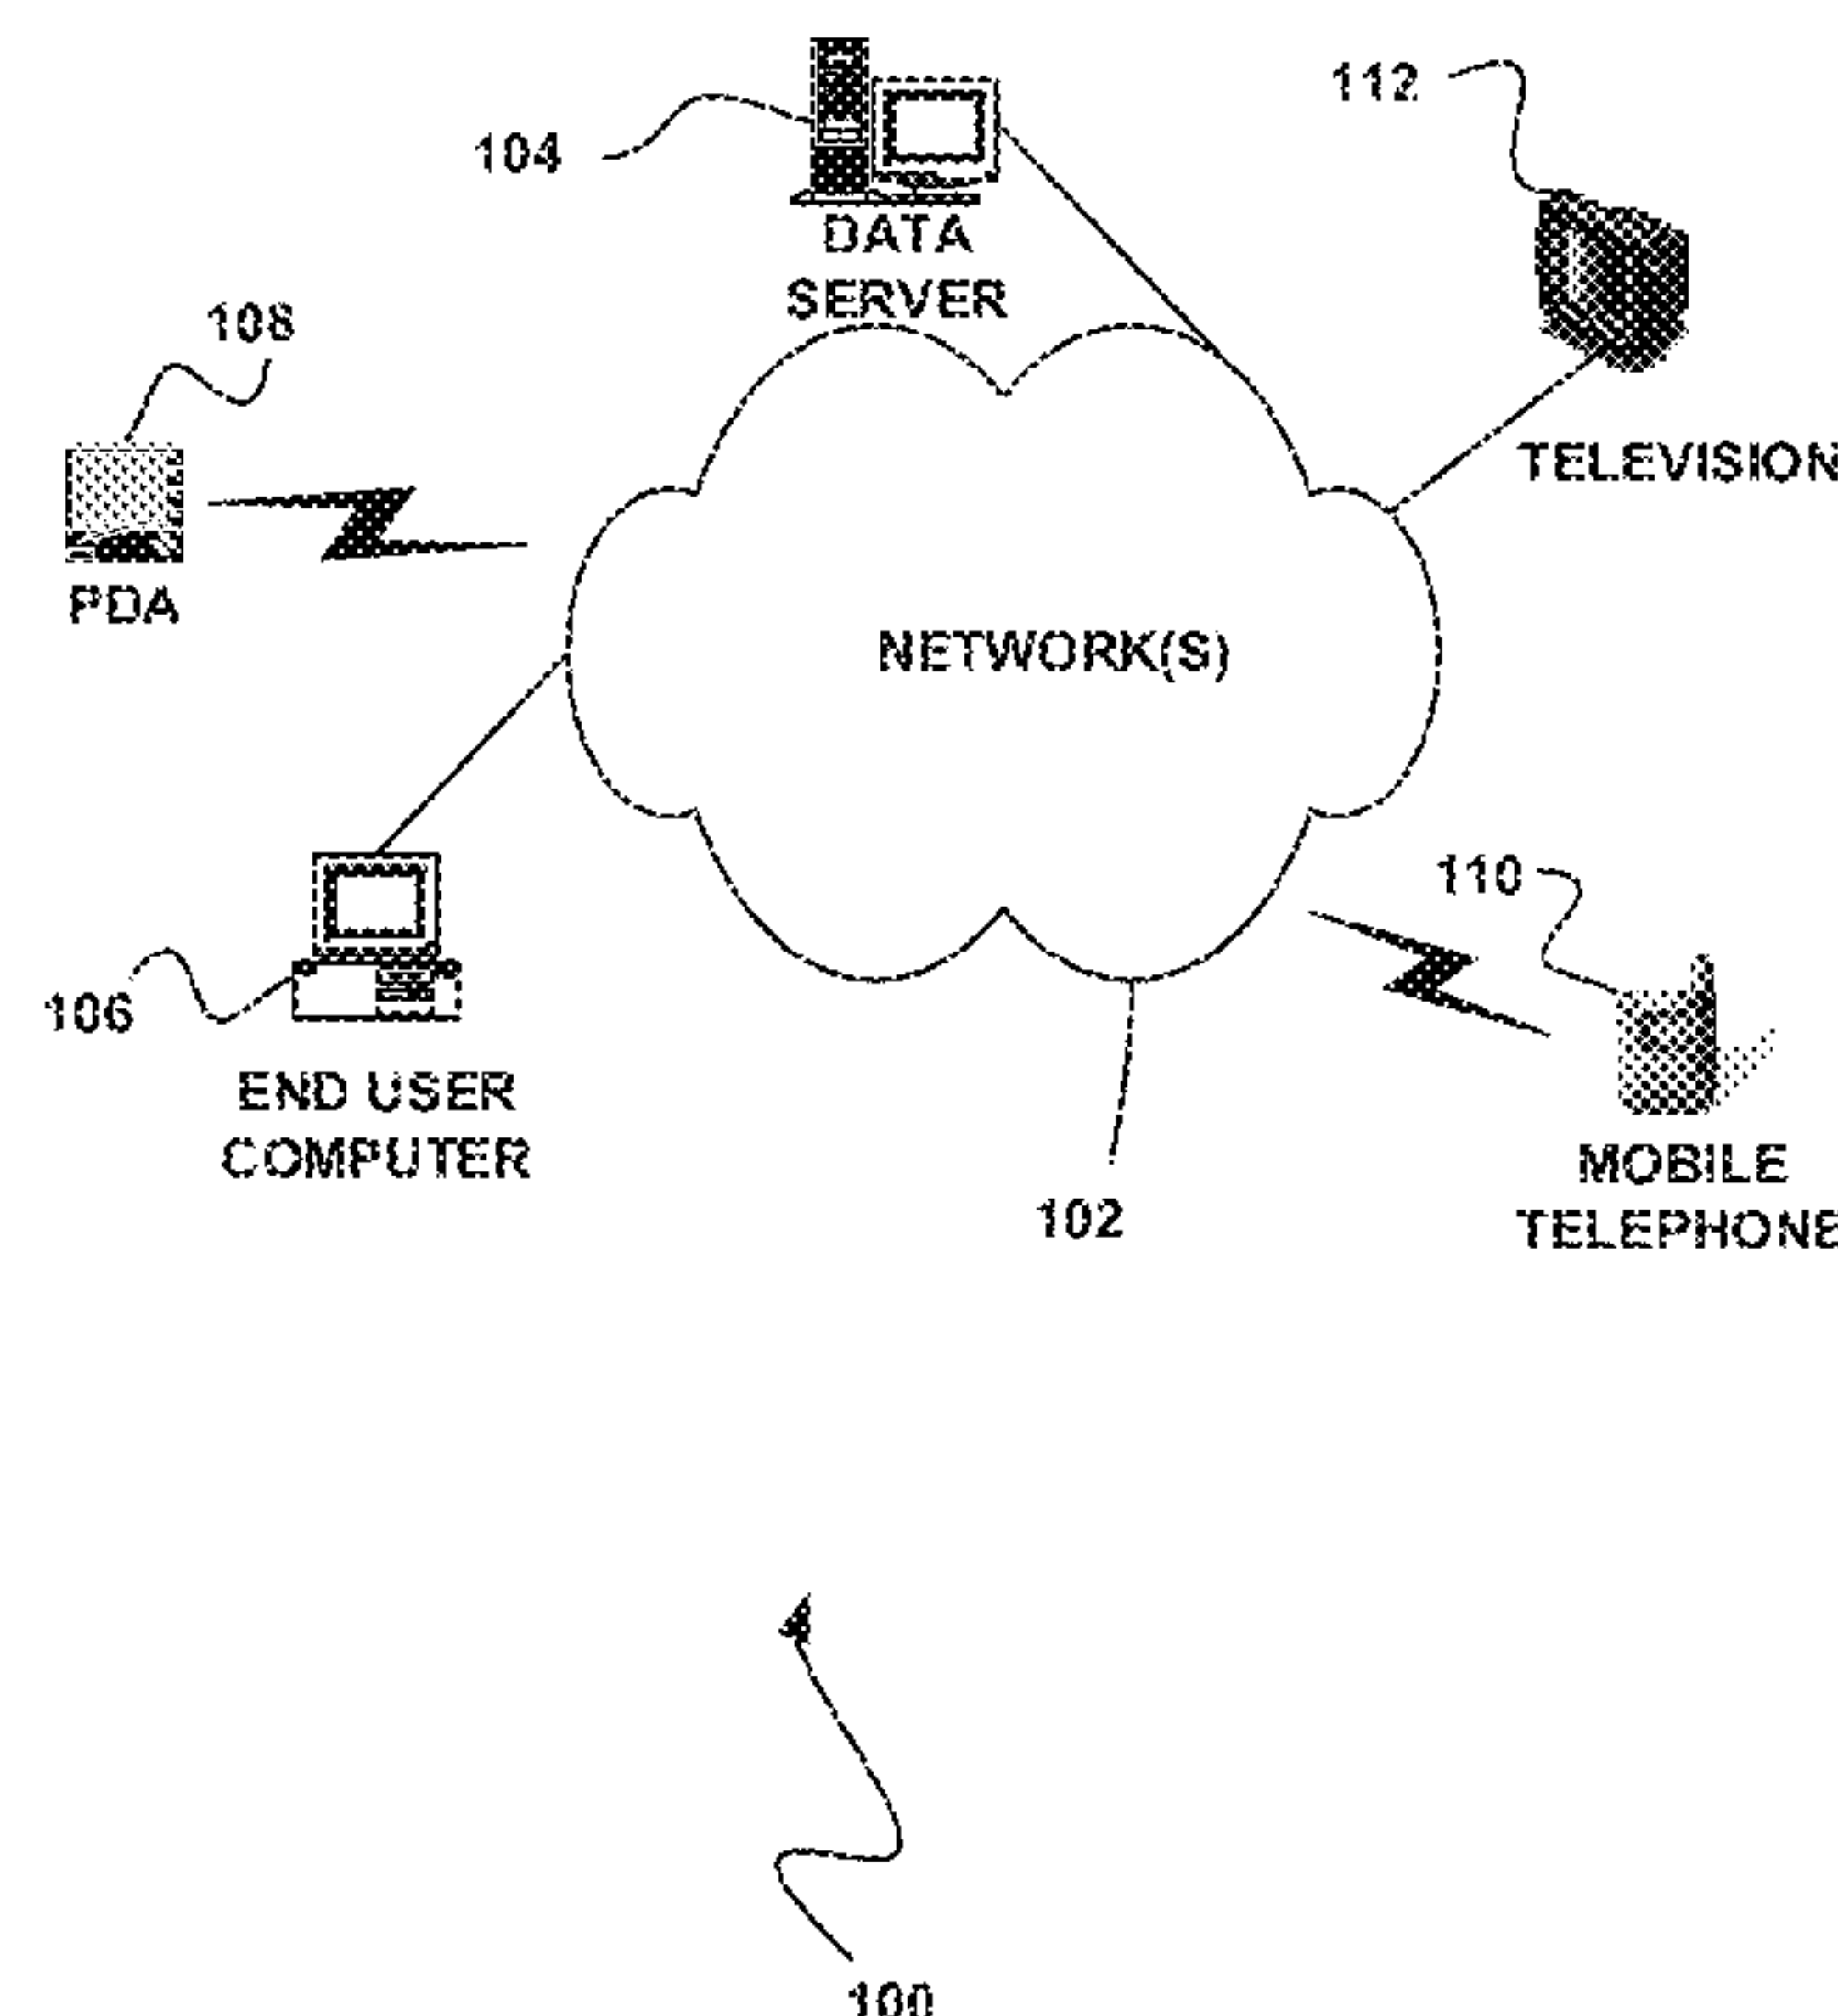 112
104
DATA
SERVER
108
TELEVISION
PDA
NETWORK(S)
110
106
END USER
COMPUTER
MOBILE
TELEPHONE
102
100